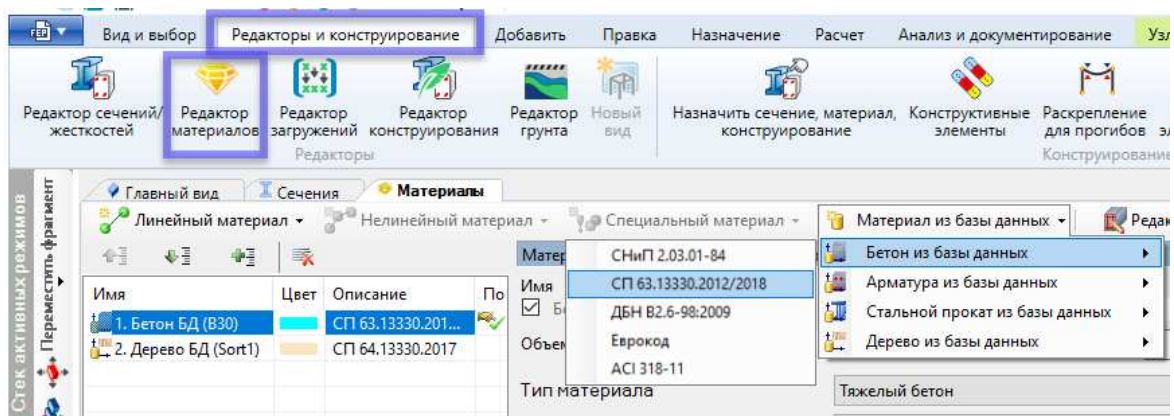 FEP
Вид и выбор Редакторы и конструирование Добавить Правка Назначение Расчет Анализ и документирование Узл
Редактор сечений/ жесткостей
Редактор материалов
Редактор загружений
Редактор конструирования
Редактор грунта
Новый вид
Назначить сечение, материал, конструирование
Конструктивные элементы
Раскрепление для прогибов
эл
Редакторы
Конструирование
Главный вид Сечения Материалы
Линейный материал Нелинейный материал Специальный материал Материал из базы данных Редак
Стек активных режимов
Переместить фрагмент
Имя Цвет Описание По
1. Бетон БД (B30) СП 63.13330.201...
2. Дерево БД (Sort1) СП 64.13330.2017
Матер
Имя
Б
Объем
Тип материала
Тяжелый бетон
СНиП 2.03.01-84
СП 63.13330.2012/2018
ДБН В2.6-98:2009
Еврокод
ACI 318-11
Бетон из базы данных
Арматура из базы данных
Стальной прокат из базы данных
Дерево из базы данных